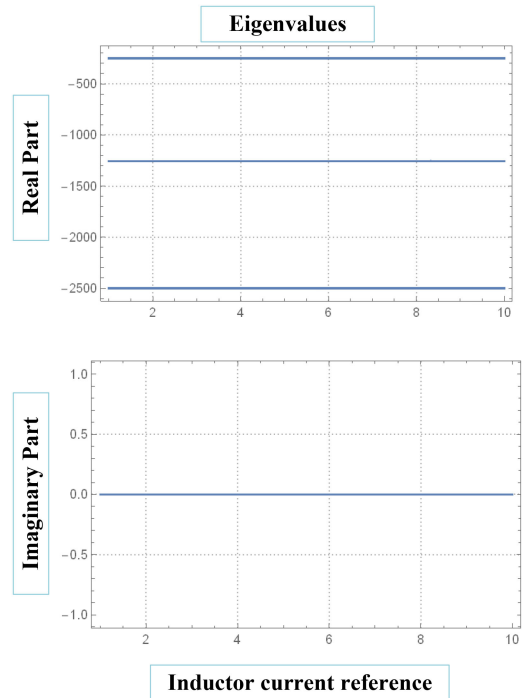 Eigenvalues
Real Part
−500
−1000
−1500
−2000
−2500
2 4 6 8 10
Imaginary Part
1.0
0.5
0.0
−0.5
−1.0
2 4 6 8 10
Inductor current reference